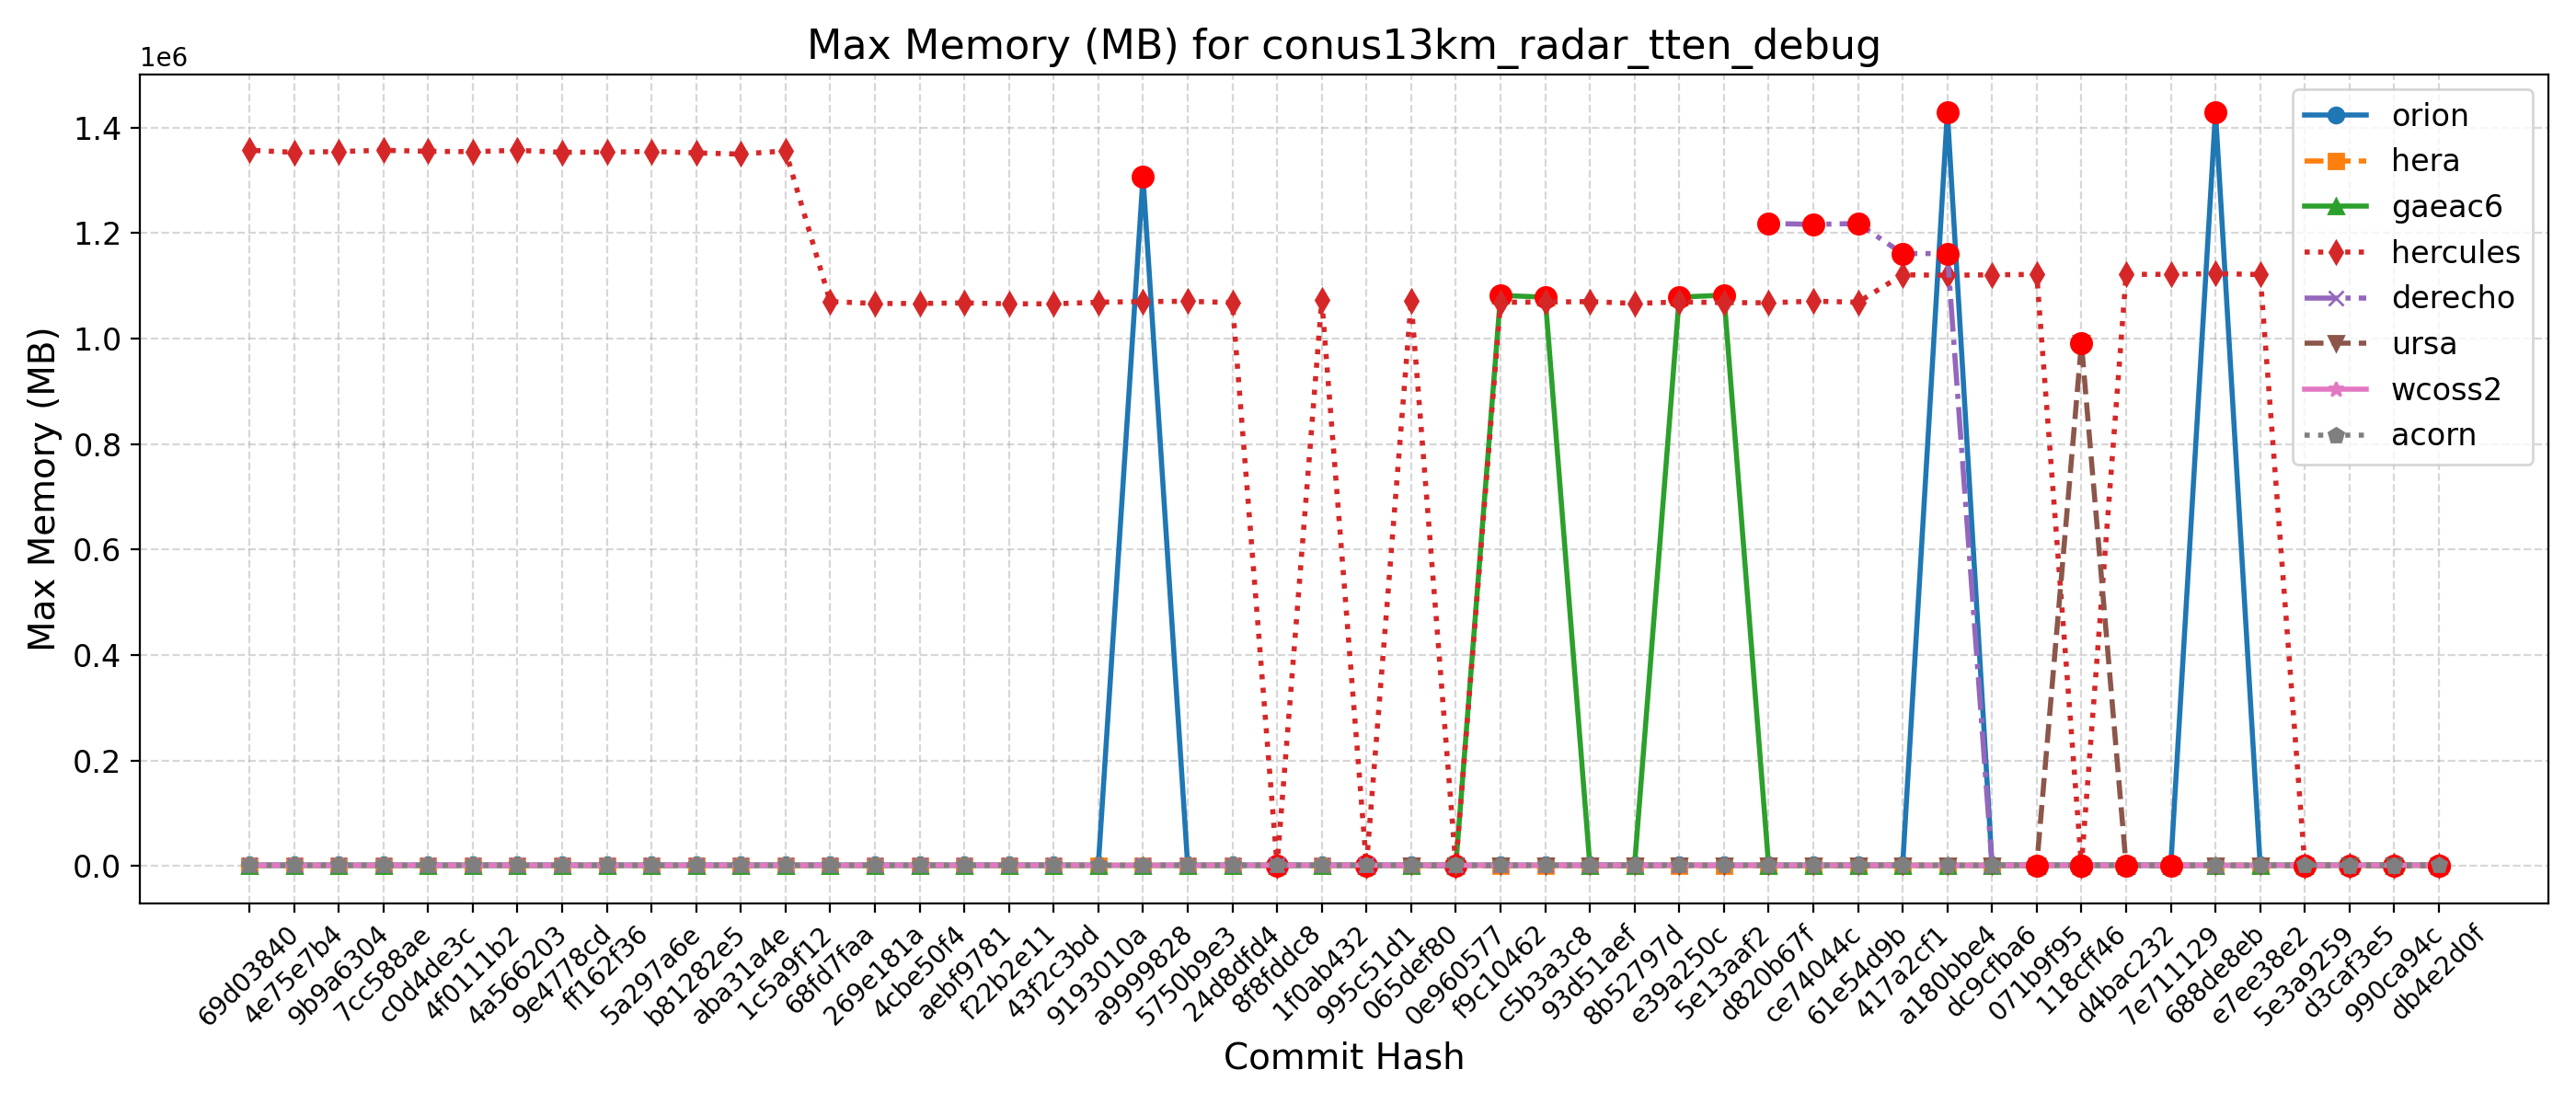 Max Memory (MB) for conus13km_radar_tten_debug
1e6
1.4
1.2
1.0
0.8
0.6
0.4
0.2
0.0
Max Memory (MB)
orion
hera
gaeac6
hercules
derecho
ursa
wcoss2
acorn
69d03840
4e75e7b4
9b9a6304
7cc588ae
c0d4de3c
4f0111b2
4a566203
9e4778cd
ff162f36
5a297a6e
b81282e5
aba31a4e
1c5a9f12
68fd7faa
269e181a
4cbe50f4
aebf9781
f22b2e11
43f2c3bd
9193010a
a9999828
5750b9e3
24d8dfd4
8f8fddc8
1f0ab432
995c51d1
065def80
0e960577
f9c10462
c5b3a3c8
93d51aef
8b52797d
e39a250c
5e13aaf2
d820b67f
ce74044c
61e54d9b
417a2cf1
a180bbe4
dc9cfba6
071b9f95
118cff46
d4bac232
7e711129
688de8eb
e7ee38e2
5e3a9259
d3caf3e5
990ca94c
db4e2d0f
Commit Hash